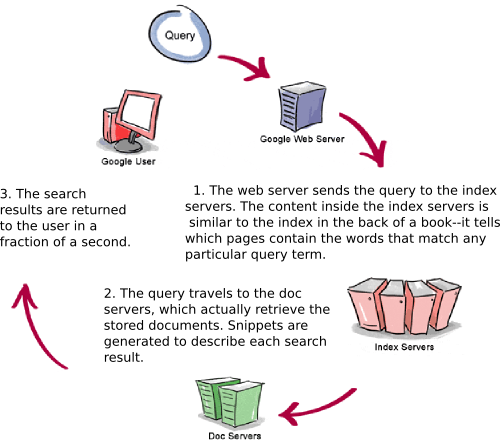 Query
Google Web Server
Google User
1. The web server sends the query to the index
servers. The content inside the index servers is
similar to the index in the back of a book--it tells
which pages contain the words that match any
particular query term.
Index Servers
2. The query travels to the doc
servers, which actually retrieve the
stored documents. Snippets are
generated to describe each search
result.
Doc Servers
3. The search
results are returned
to the user in a
fraction of a second.